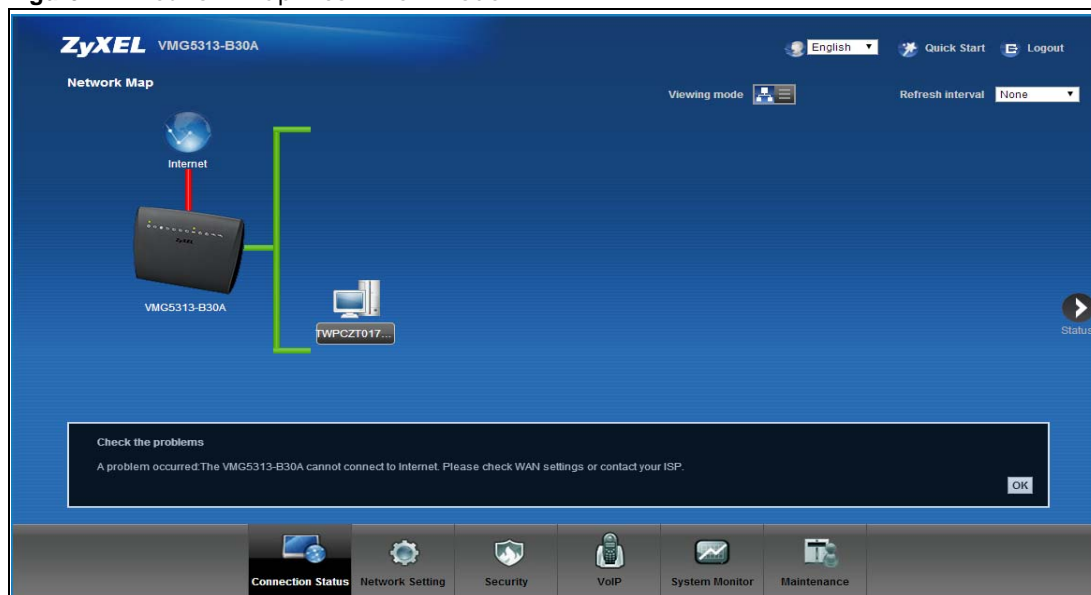 ZyXEL VMG5313-B30A
English
Quick Start
Logout
Network Map
Viewing mode
Refresh interval None
Internet
VMG5313-B30A
TWPCZT017...
Status
Check the problems
A problem occurred:The VMG5313-B30A cannot connect to Internet. Please check WAN settings or contact your ISP.
OK
Connection Status
Network Setting
Security
VoIP
System Monitor
Maintenance